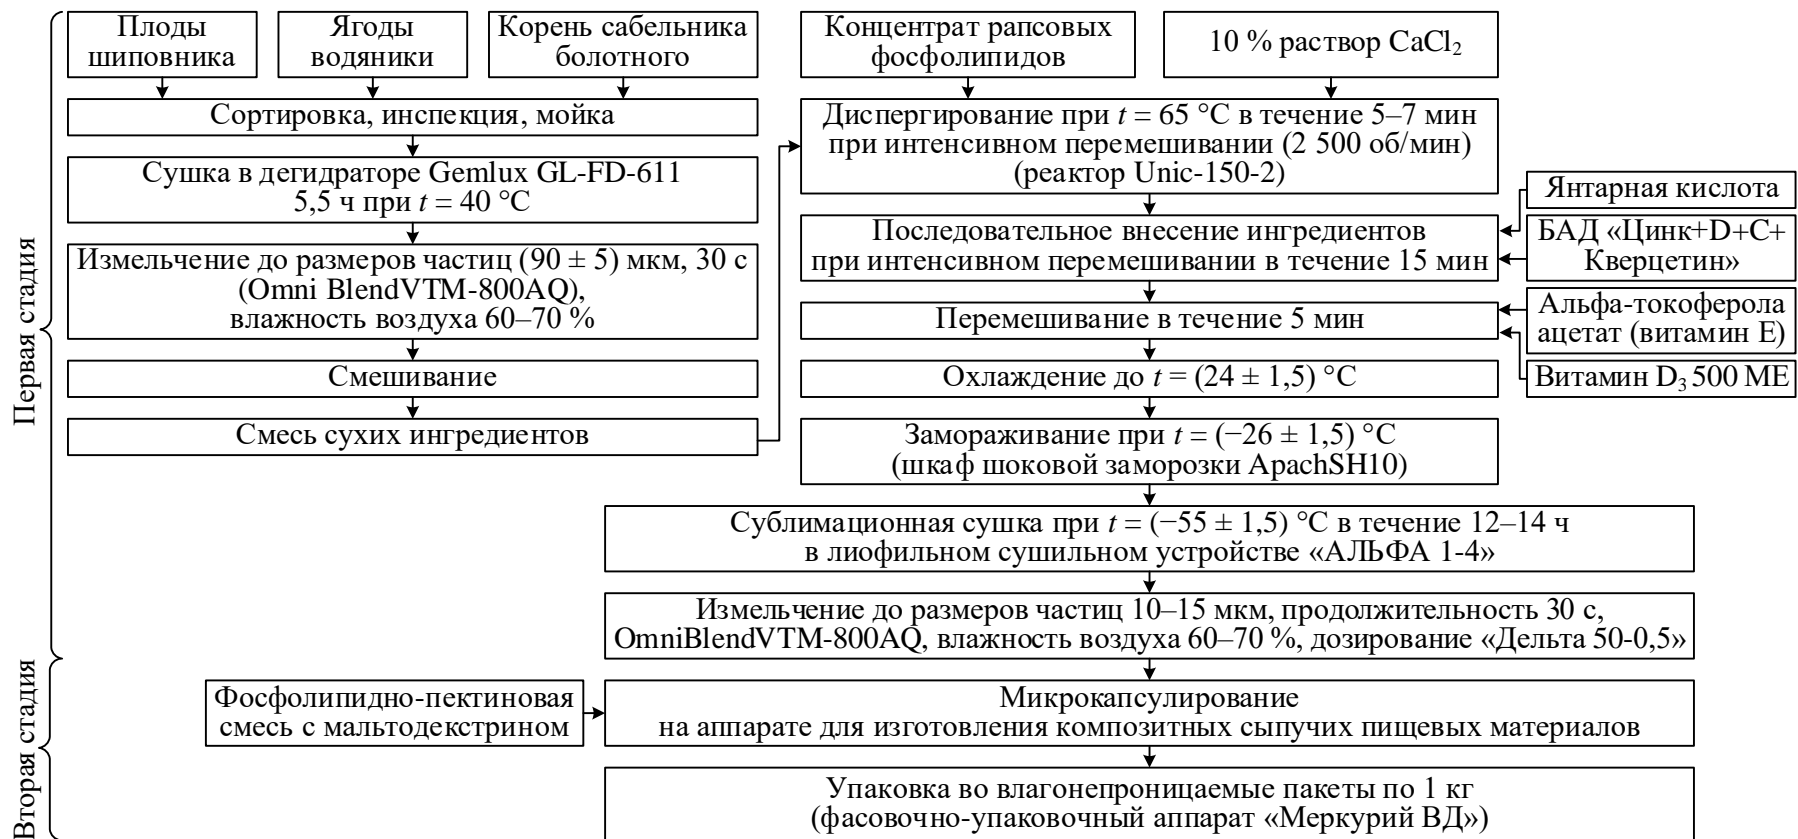 Первая стадия
Плоды
шиповника
Ягоды
водяники
Корень сабельника
болотного
Сортировка, инспекция, мойка
Сушка в дегидраторе Gemlux GL-FD-611
5,5 ч при t = 40 °C
Измельчение до размеров частиц (90 ± 5) мкм, 30 с
(Omni BlendVTM-800AQ),
влажность воздуха 60–70 %
Смешивание
Смесь сухих ингредиентов
Концентрат рапсовых
фосфолипидов
10 % раствор CaCl₂
Диспергирование при t = 65 °C в течение 5–7 мин
при интенсивном перемешивании (2 500 об/мин)
(реактор Unic-150-2)
Янтарная кислота
БАД «Цинк+D+C+
Кверцетин»
Последовательное внесение ингредиентов
при интенсивном перемешивании в течение 15 мин
Альфа-токоферола
ацетат (витамин E)
Витамин D₃ 500 ME
Перемешивание в течение 5 мин
Охлаждение до t = (24 ± 1,5) °C
Замораживание при t = (−26 ± 1,5) °C
(шкаф шоковой заморозки ApachSH10)
Сублимационная сушка при t = (−55 ± 1,5) °C в течение 12–14 ч
в лиофильном сушильном устройстве «АЛЬФА 1-4»
Измельчение до размеров частиц 10–15 мкм, продолжительность 30 с,
OmniBlendVTM-800AQ, влажность воздуха 60–70 %, дозирование «Дельта 50-0,5»
Вторая стадия
Фосфолипидно-пектиновая
смесь с мальтодекстрином
Микрокапсулирование
на аппарате для изготовления композитных сыпучих пищевых материалов
Упаковка во влагонепроницаемые пакеты по 1 кг
(фасовочно-упаковочный аппарат «Меркурий ВД»)